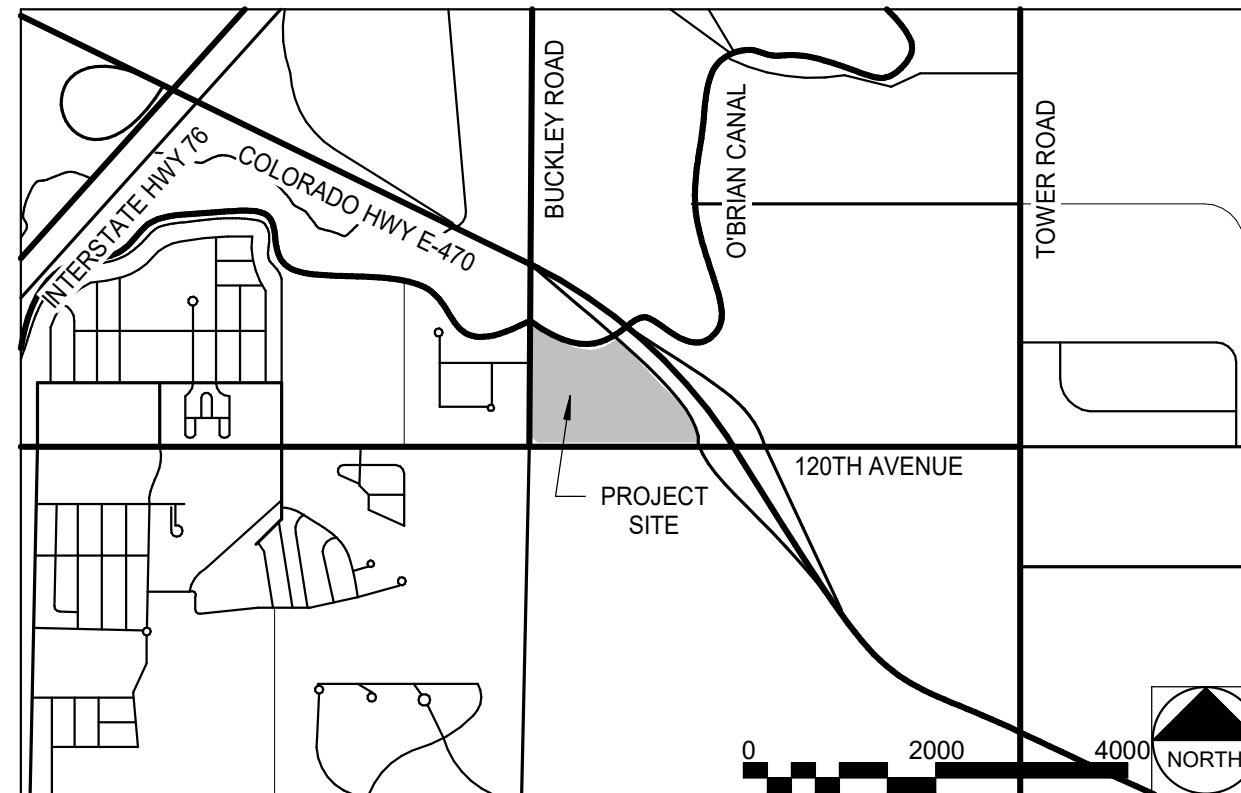 BUCKLEY ROAD
O'BRIAN CANAL
TOWER ROAD
INTERSTATE HWY 76
COLORADO HWY E-470
120TH AVENUE
PROJECT
SITE
0 2000 4000
NORTH